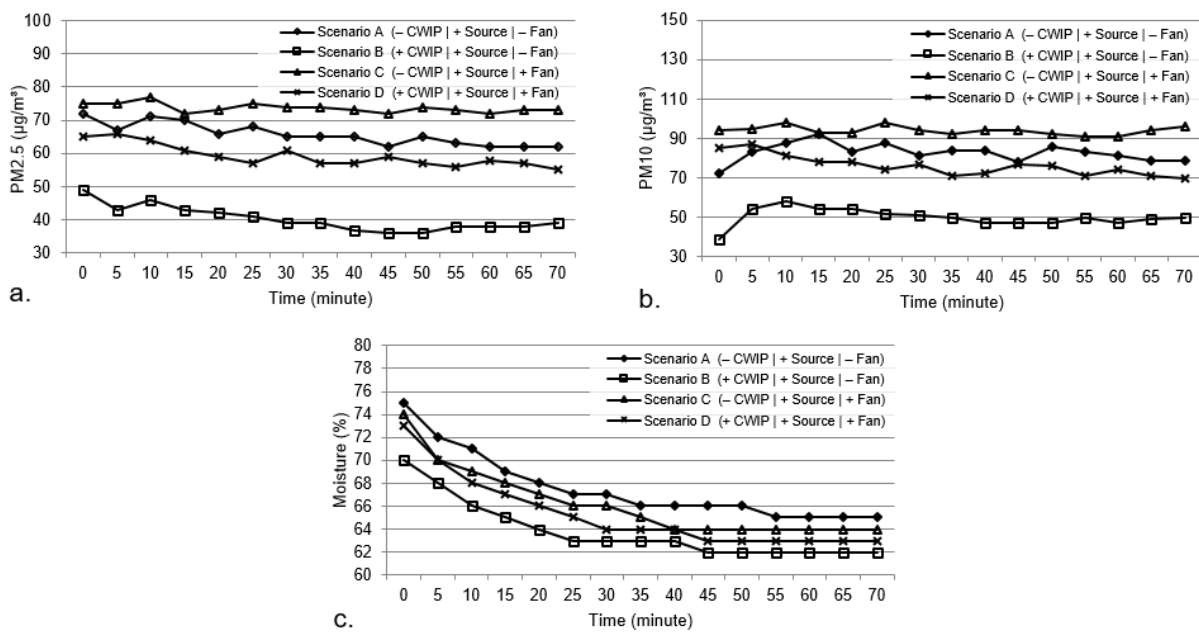 100
90
80
70
60
50
40
30
PM2.5 (µg/m³)
Scenario A (– CWIP | + Source | – Fan)
Scenario B (+ CWIP | + Source | – Fan)
Scenario C (– CWIP | + Source | + Fan)
Scenario D (+ CWIP | + Source | + Fan)
0 5 10 15 20 25 30 35 40 45 50 55 60 65 70
Time (minute)
a.
150
130
110
90
70
50
30
PM10 (µg/m³)
Scenario A (– CWIP | + Source | – Fan)
Scenario B (+ CWIP | + Source | – Fan)
Scenario C (– CWIP | + Source | + Fan)
Scenario D (+ CWIP | + Source | + Fan)
0 5 10 15 20 25 30 35 40 45 50 55 60 65 70
Time (minute)
b.
80
78
76
74
72
70
68
66
64
62
60
Moisture (%)
Scenario A (– CWIP | + Source | – Fan)
Scenario B (+ CWIP | + Source | – Fan)
Scenario C (– CWIP | + Source | + Fan)
Scenario D (+ CWIP | + Source | + Fan)
0 5 10 15 20 25 30 35 40 45 50 55 60 65 70
Time (minute)
c.